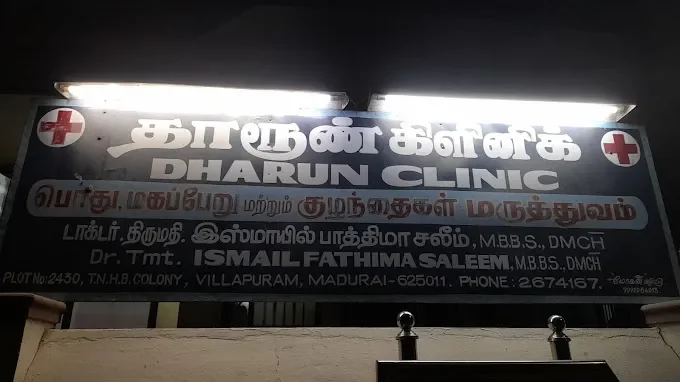 தாரூண் கிளினிக்
DHARUN CLINIC
பொது, மகப்பேறு மற்றும் குழந்தைகள் மருத்துவம்
டாக்டர். திருமதி. இஸ்மாயில் பாத்திமா சலீம், M.B.B.S., DMCH
Dr. Tmt. ISMAIL FATHIMA SALEEM, M.B.B.S., DMCH
PLOT No: 2430, T.N.H.B. COLONY, VILLAPURAM, MADURAI-625011. PHONE: 2674167.